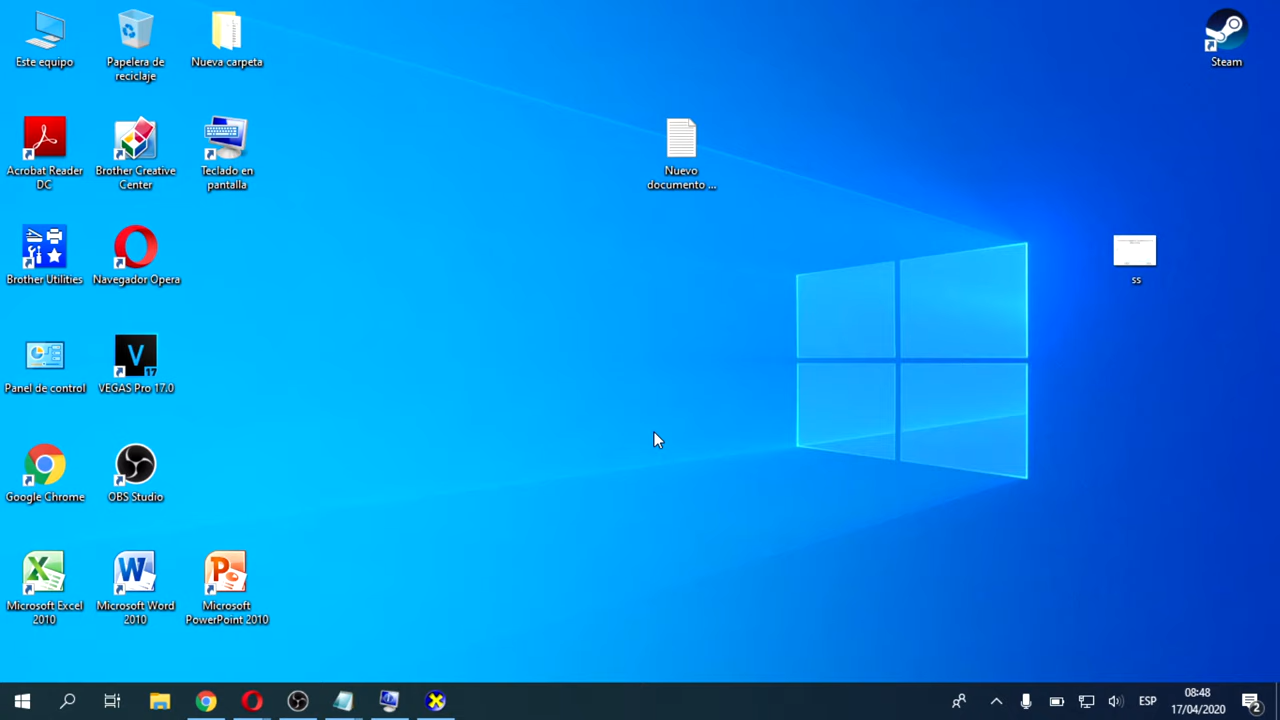 Este equipo
Papelera de
reciclaje
Nueva carpeta
Steam
Acrobat Reader
DC
Brother Creative
Center
Teclado en
pantalla
Nuevo
documento ...
Brother Utilities
Navegador Opera
ss
Panel de control
V
17
VEGAS Pro 17.0
Google Chrome
OBS Studio
Microsoft Excel
2010
Microsoft Word
2010
Microsoft
PowerPoint 2010
ESP
08:48
17/04/2020
2